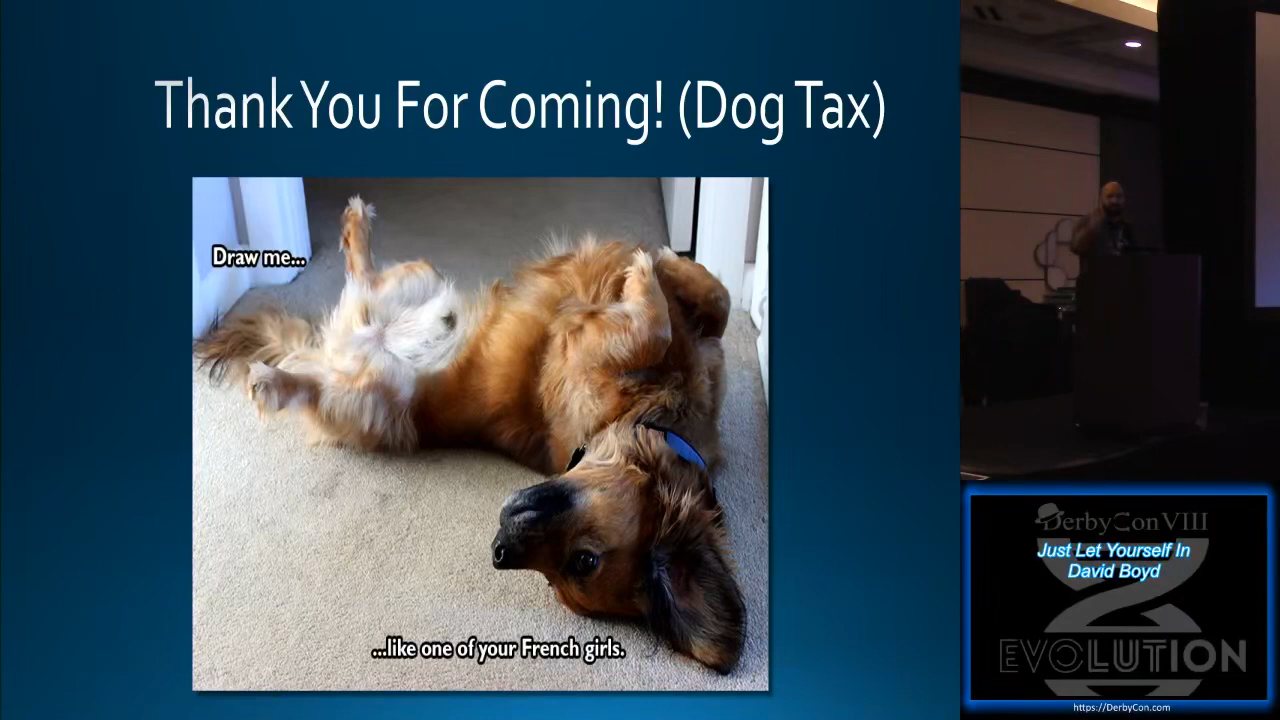 Thank You For Coming! (Dog Tax)
Draw me...
...like one of your French girls.
DerbyCon VIII
Just Let Yourself In
David Boyd
EVOLUTION
https://DerbyCon.com